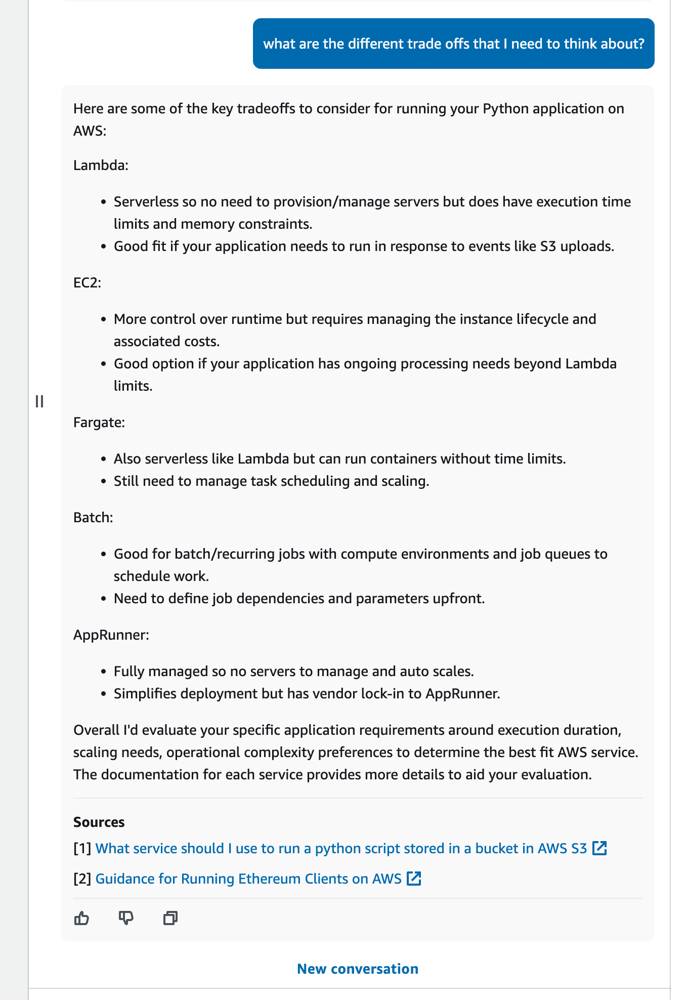 what are the different trade offs that I need to think about?
Here are some of the key tradeoffs to consider for running your Python application on
AWS:
Lambda:
• Serverless so no need to provision/manage servers but does have execution time
limits and memory constraints.
• Good fit if your application needs to run in response to events like S3 uploads.
EC2:
• More control over runtime but requires managing the instance lifecycle and
associated costs.
• Good option if your application has ongoing processing needs beyond Lambda
limits.
Fargate:
• Also serverless like Lambda but can run containers without time limits.
• Still need to manage task scheduling and scaling.
Batch:
• Good for batch/recurring jobs with compute environments and job queues to
schedule work.
• Need to define job dependencies and parameters upfront.
AppRunner:
• Fully managed so no servers to manage and auto scales.
• Simplifies deployment but has vendor lock-in to AppRunner.
Overall I'd evaluate your specific application requirements around execution duration,
scaling needs, operational complexity preferences to determine the best fit AWS service.
The documentation for each service provides more details to aid your evaluation.
Sources
[1] What service should I use to run a python script stored in a bucket in AWS S3
[2] Guidance for Running Ethereum Clients on AWS
New conversation